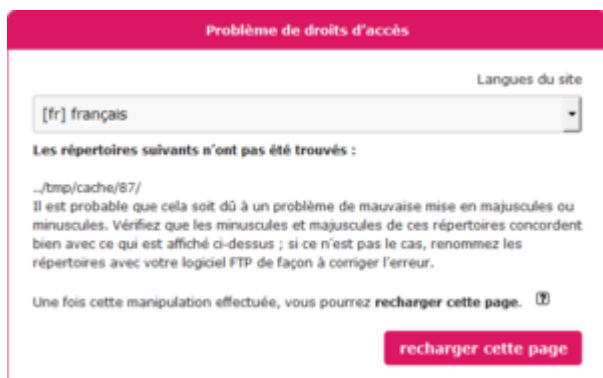 Problème de droits d'accès
Langues du site
[fr] français
Les répertoires suivants n'ont pas été trouvés :
../tmp/cache/87/
Il est probable que cela soit dû à un problème de mauvaise mise en majuscules ou
minuscules. Vérifiez que les minuscules et majuscules de ces répertoires concordent
bien avec ce qui est affiché ci-dessus ; si ce n'est pas le cas, renommez les
répertoires avec votre logiciel FTP de façon à corriger l'erreur.
Une fois cette manipulation effectuée, vous pourrez recharger cette page. ?
recharger cette page